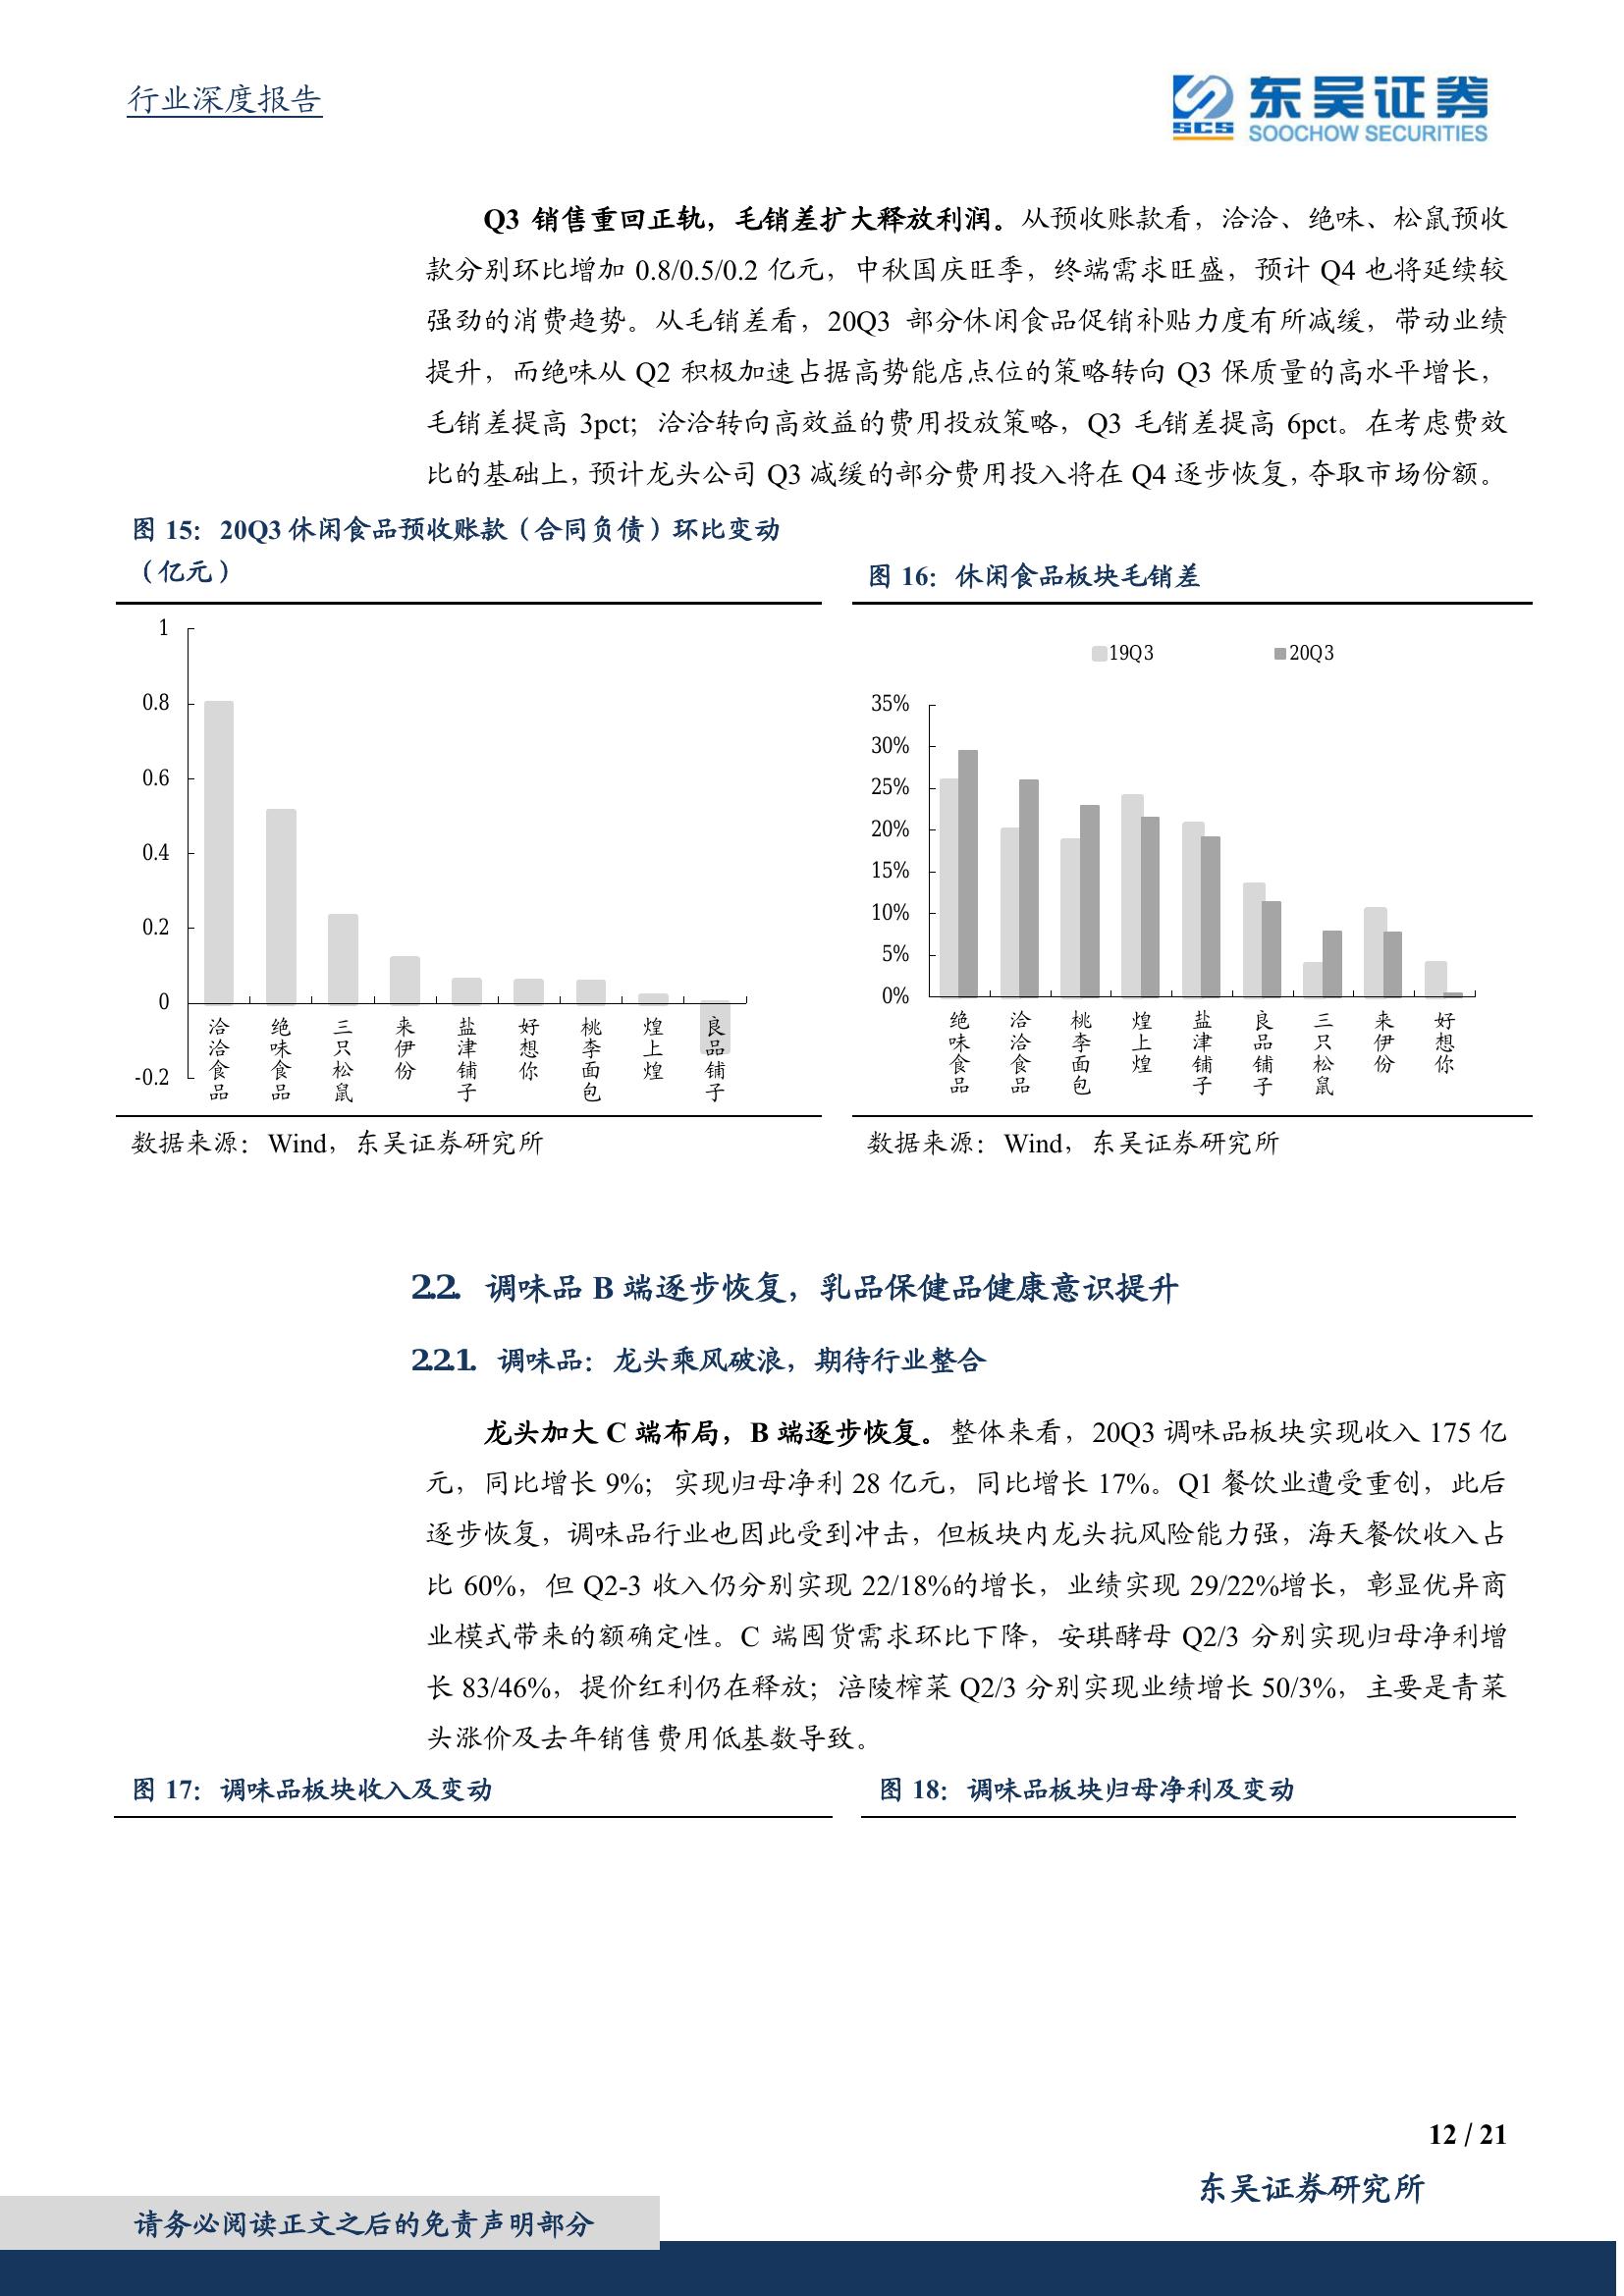 行业深度报告
东吴证券
SCS
SOOCHOW SECURITIES
Q3 销售重回正轨，毛销差扩大释放利润。从预收账款看，洽洽、绝味、松鼠预收
款分别环比增加 0.8/0.5/0.2 亿元，中秋国庆旺季，终端需求旺盛，预计 Q4 也将延续较
强劲的消费趋势。从毛销差看，20Q3 部分休闲食品促销补贴力度有所减缓，带动业绩
提升，而绝味从 Q2 积极加速占据高势能店点位的策略转向 Q3 保质量的高水平增长，
毛销差提高 3pct；洽洽转向高效益的费用投放策略，Q3 毛销差提高 6pct。在考虑费效
比的基础上，预计龙头公司 Q3 减缓的部分费用投入将在 Q4 逐步恢复，夺取市场份额。
图 15：20Q3 休闲食品预收账款（合同负债）环比变动
（亿元）
1
0.8
0.6
0.4
0.2
0
-0.2
洽洽食品
绝味食品
三只松鼠
来伊份
盐津铺子
好想你
桃李面包
煌上煌
良品铺子
数据来源：Wind，东吴证券研究所
图 16：休闲食品板块毛销差
19Q3
20Q3
35%
30%
25%
20%
15%
10%
5%
0%
绝味食品
洽洽食品
桃李面包
煌上煌
盐津铺子
良品铺子
三只松鼠
来伊份
好想你
数据来源：Wind，东吴证券研究所
2.2. 调味品 B 端逐步恢复，乳品保健品健康意识提升
2.2.1. 调味品：龙头乘风破浪，期待行业整合
龙头加大 C 端布局，B 端逐步恢复。整体来看，20Q3 调味品板块实现收入 175 亿
元，同比增长 9%；实现归母净利 28 亿元，同比增长 17%。Q1 餐饮业遭受重创，此后
逐步恢复，调味品行业也因此受到冲击，但板块内龙头抗风险能力强，海天餐饮收入占
比 60%，但 Q2-3 收入仍分别实现 22/18%的增长，业绩实现 29/22%增长，彰显优异商
业模式带来的额确定性。C 端囤货需求环比下降，安琪酵母 Q2/3 分别实现归母净利增
长 83/46%，提价红利仍在释放；涪陵榨菜 Q2/3 分别实现业绩增长 50/3%，主要是青菜
头涨价及去年销售费用低基数导致。
图 17：调味品板块收入及变动
图 18：调味品板块归母净利及变动
12 / 21
东吴证券研究所
请务必阅读正文之后的免责声明部分